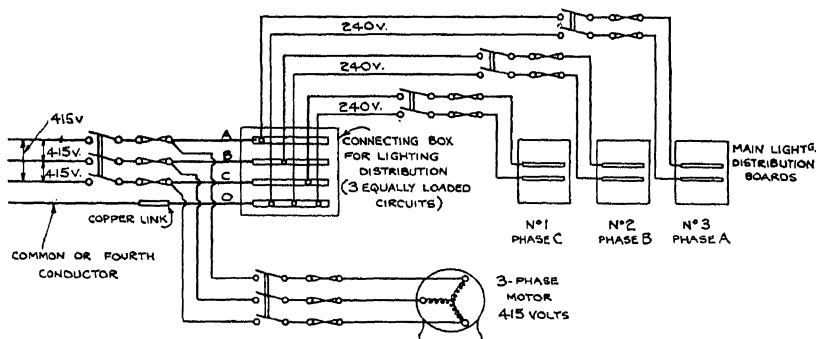 240V.
240V.
240V.
415V
415V.
415V.
A
B
C
O
CONNECTING BOX
FOR LIGHTING
DISTRIBUTION
(3 EQUALLY LOADED
CIRCUITS)
MAIN LIGHTG.
DISTRIBUTION
BOARDS
COPPER LINK
COMMON OR FOURTH
CONDUCTOR
Nº1
PHASE C
Nº2
PHASE B
Nº3
PHASE A
3-PHASE
MOTOR
415 VOLTS